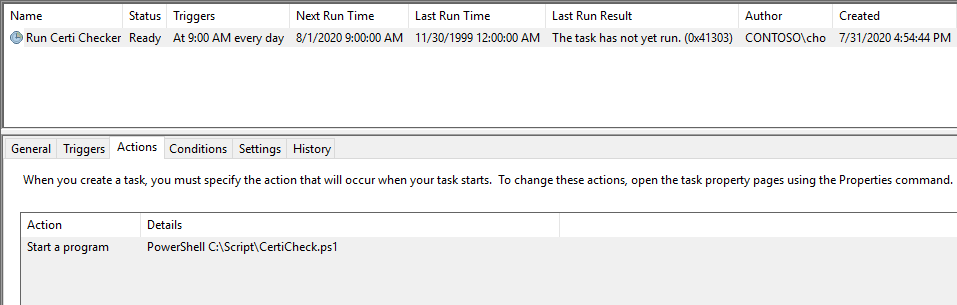 Name Status Triggers Next Run Time Last Run Time Last Run Result Author Created
Run Certi Checker Ready At 9:00 AM every day 8/1/2020 9:00:00 AM 11/30/1999 12:00:00 AM The task has not yet run. (0x41303) CONTOSO\cho 7/31/2020 4:54:44 PM
General Triggers Actions Conditions Settings History
When you create a task, you must specify the action that will occur when your task starts.  To change these actions, open the task property pages using the Properties command.
Action Details
Start a program PowerShell C:\Script\CertiCheck.ps1